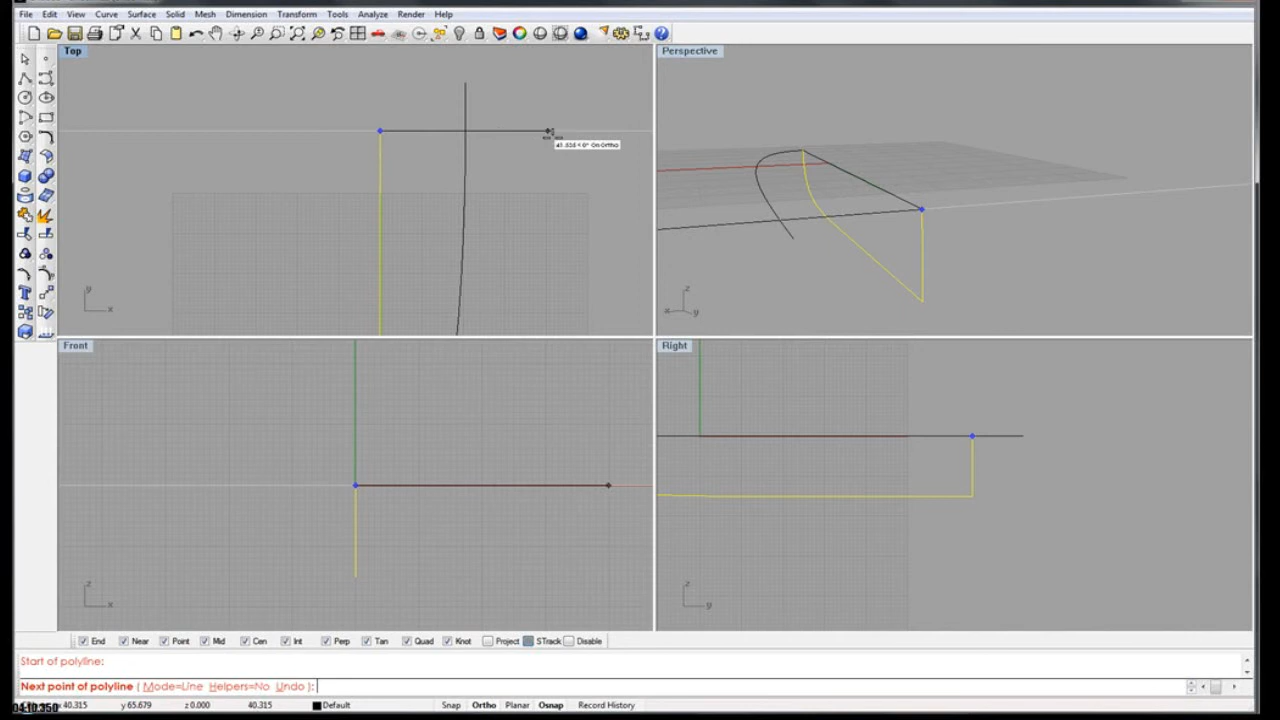 File Edit View Curve Surface Solid Mesh Dimension Transform Tools Analyze Render Help
Top
Perspective
y
x
z
x
y
Front
Right
z
x
z
y
End Near Point Mid Cen Int Perp Tan Quad Knot Project STrack Disable
Start of polyline:
Next point of polyline ( Mode=Line Helpers=No Undo ):
x 40.315 y 65.679 z 0.000 40.315 Default Snap Ortho Planar Osnap Record History